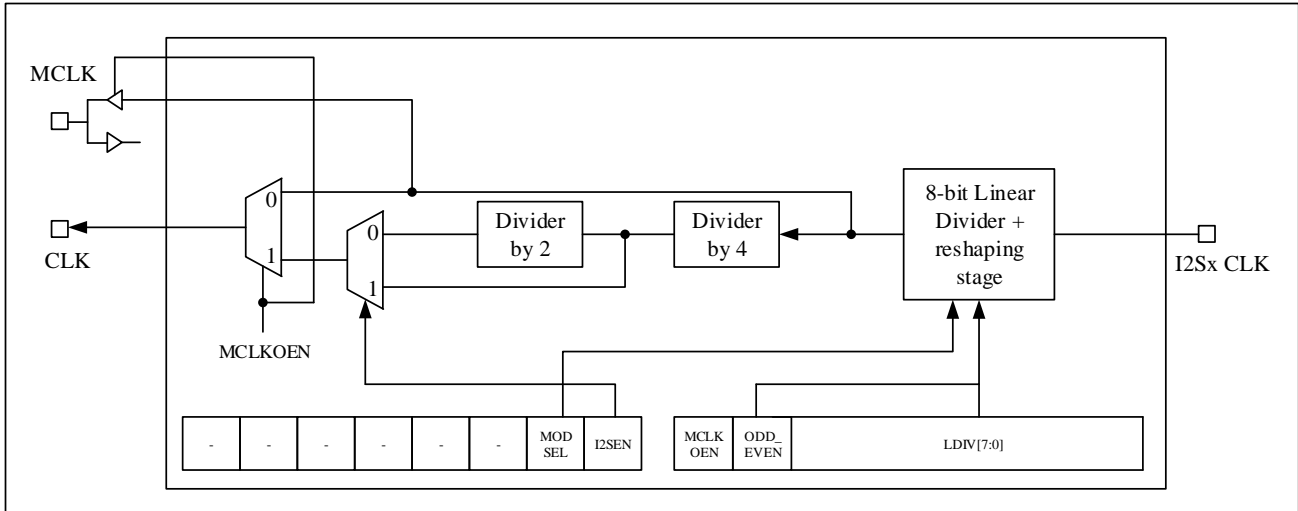 MCLK
0
1
CLK
MCLKOEN
0
1
Divider
by 2
Divider
by 4
8-bit Linear
Divider +
reshaping
stage
I2Sx CLK
-
-
-
-
-
-
MOD
SEL
I2SEN
MCLK
OEN
ODD_
EVEN
LDIV[7:0]